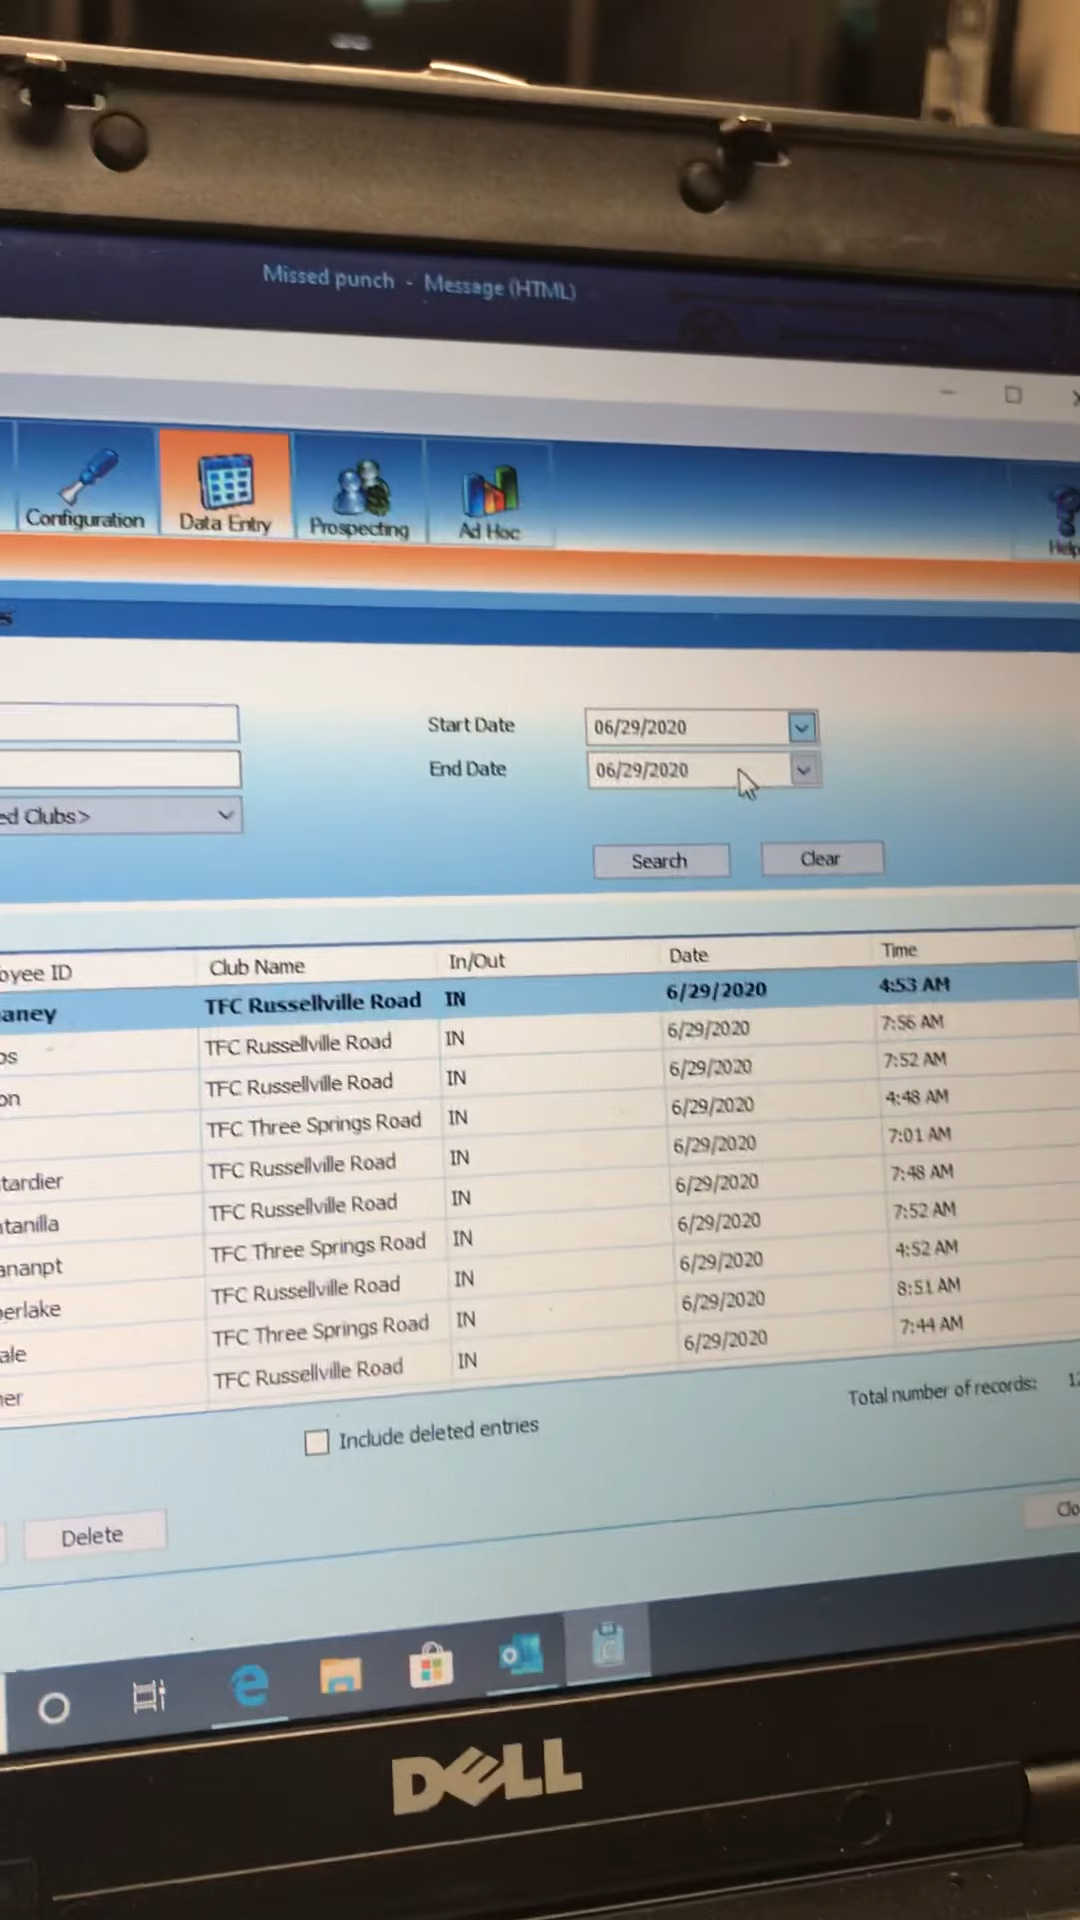 Missed punch - Message (HTML)
Configuration
Data Entry
Prospecting
Ad Hoc
Help
Start Date 06/29/2020
End Date 06/29/2020
ed Clubs>
Search Clear
oyee ID Club Name In/Out Date Time
aney TFC Russellville Road IN 6/29/2020 4:53 AM
os TFC Russellville Road IN 6/29/2020 7:56 AM
on TFC Russellville Road IN 6/29/2020 7:52 AM
TFC Three Springs Road IN 6/29/2020 4:48 AM
tardier TFC Russellville Road IN 6/29/2020 7:01 AM
tanilla TFC Russellville Road IN 6/29/2020 7:48 AM
ananpt TFC Three Springs Road IN 6/29/2020 7:52 AM
erlake TFC Russellville Road IN 6/29/2020 4:52 AM
ale TFC Three Springs Road IN 6/29/2020 8:51 AM
er TFC Russellville Road IN 6/29/2020 7:44 AM
Include deleted entries
Total number of records: 12
Delete
Clo
DELL